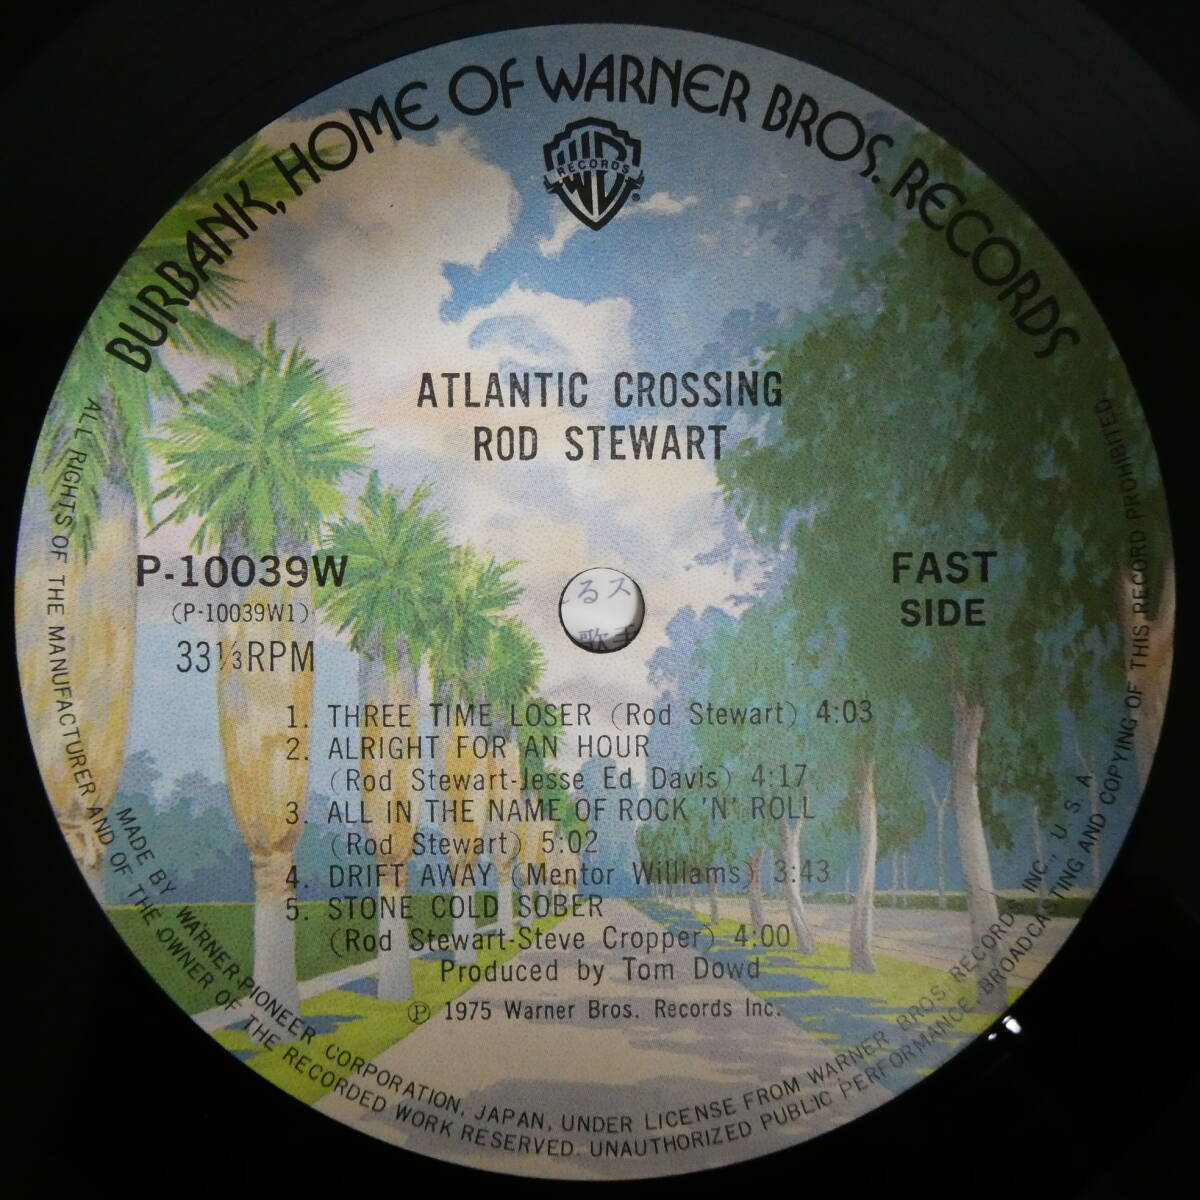 BURBANK, HOME OF WARNER BROS. RECORDS
WB
RECORDS
®
ATLANTIC CROSSING
ROD STEWART
P-10039W
(P-10039W1)
33⅓RPM
FAST
SIDE
るス
歌手
1. THREE TIME LOSER (Rod Stewart) 4:03
2. ALRIGHT FOR AN HOUR
(Rod Stewart-Jesse Ed Davis) 4:17
3. ALL IN THE NAME OF ROCK 'N' ROLL
(Rod Stewart) 5:02
4. DRIFT AWAY (Mentor Williams) 3:43
5. STONE COLD SOBER
(Rod Stewart-Steve Cropper) 4:00
Produced by Tom Dowd
Ⓟ 1975 Warner Bros. Records Inc.
MADE BY WARNER-PIONEER CORPORATION, JAPAN, UNDER LICENSE FROM WARNER BROS. RECORDS INC., U. S. A
ALL RIGHTS OF THE MANUFACTURER AND OF THE OWNER OF THE RECORDED WORK RESERVED. UNAUTHORIZED PUBLIC PERFORMANCE, BROADCASTING AND COPYING OF THIS RECORD PROHIBITED.